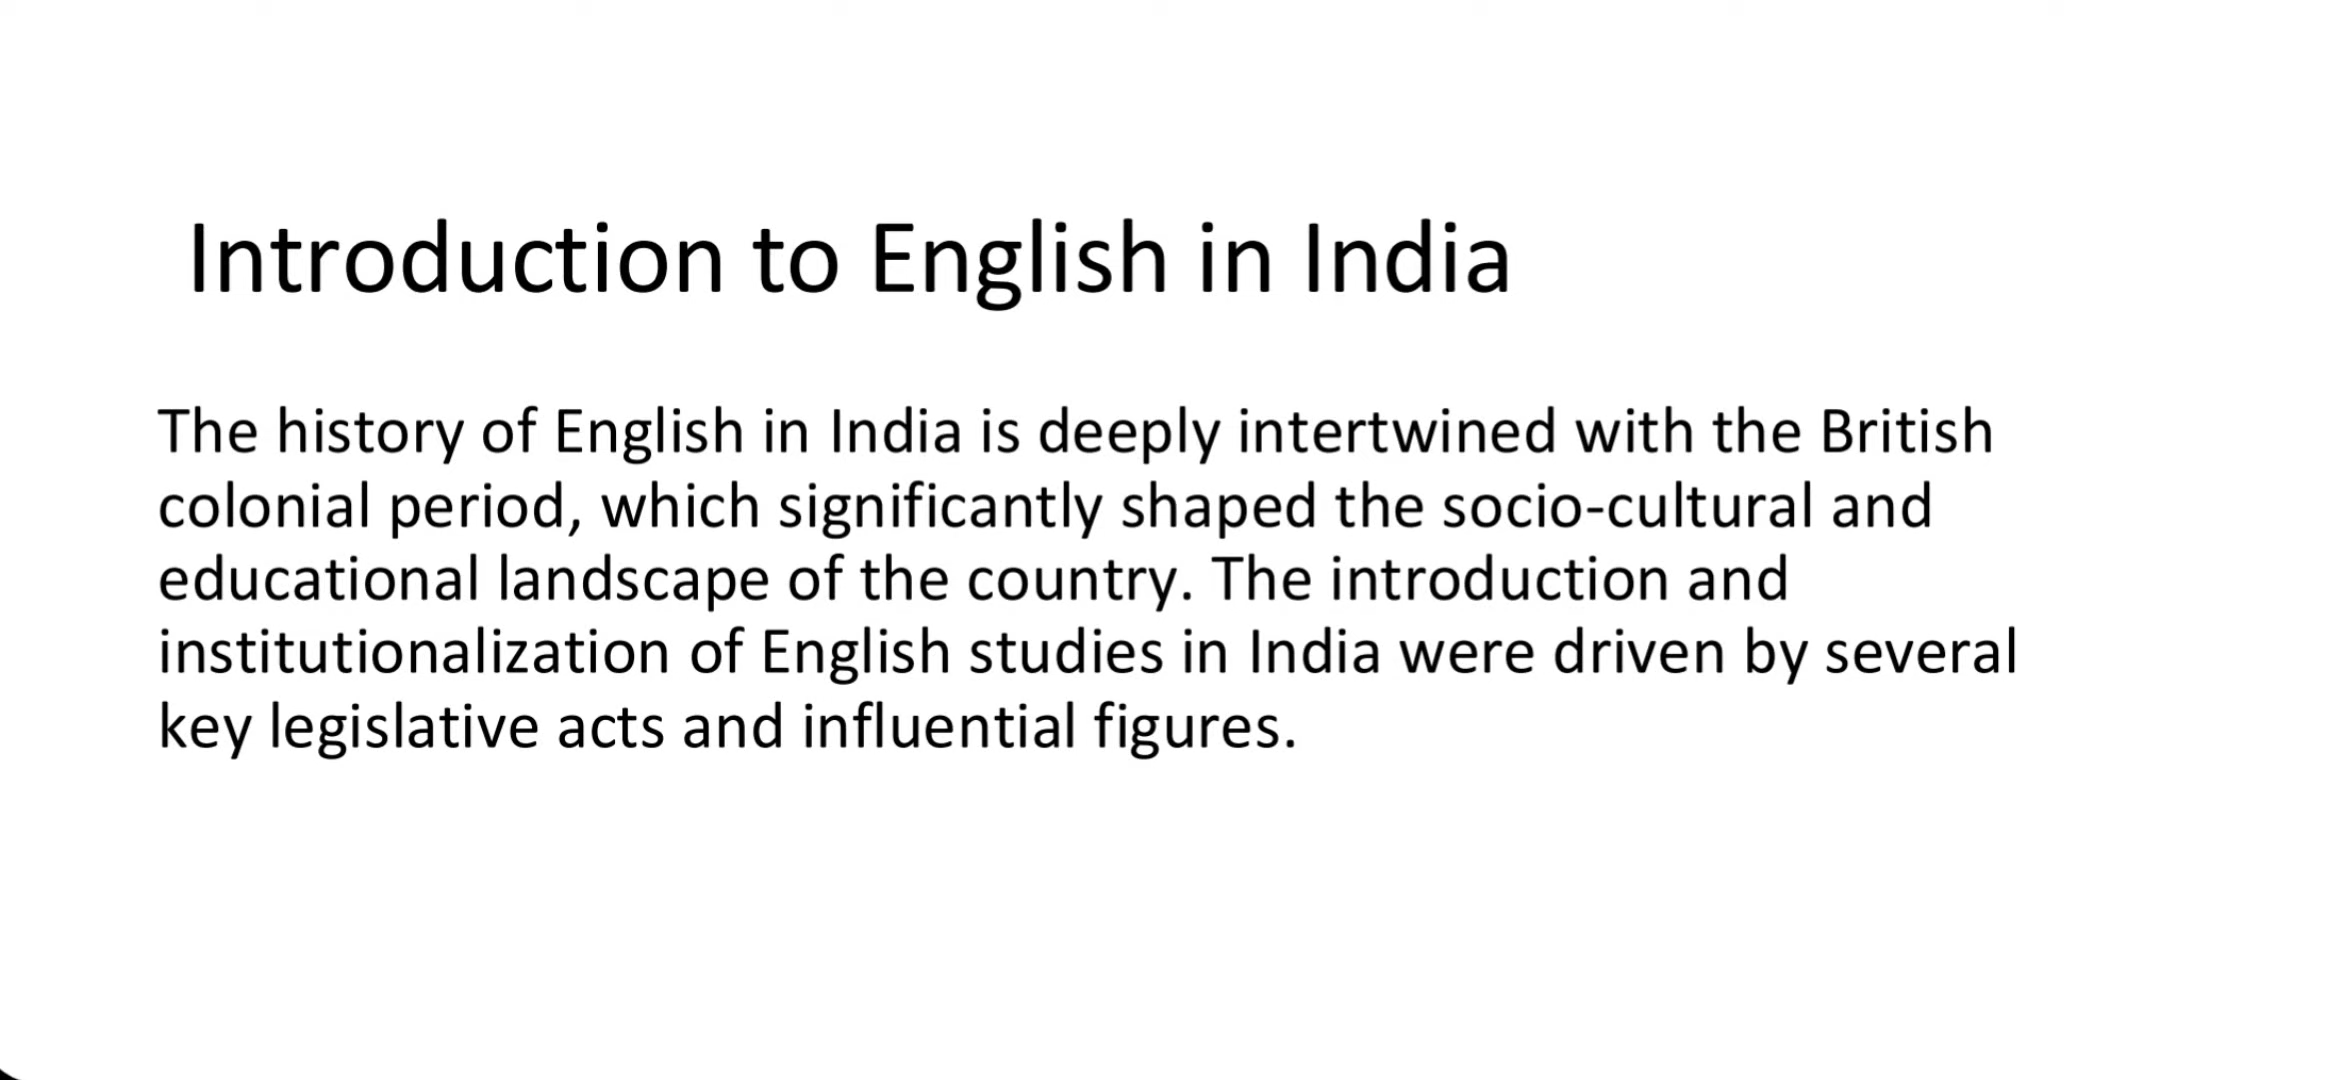 Introduction to English in India
The history of English in India is deeply intertwined with the British
colonial period, which significantly shaped the socio-cultural and
educational landscape of the country. The introduction and
institutionalization of English studies in India were driven by several
key legislative acts and influential figures.